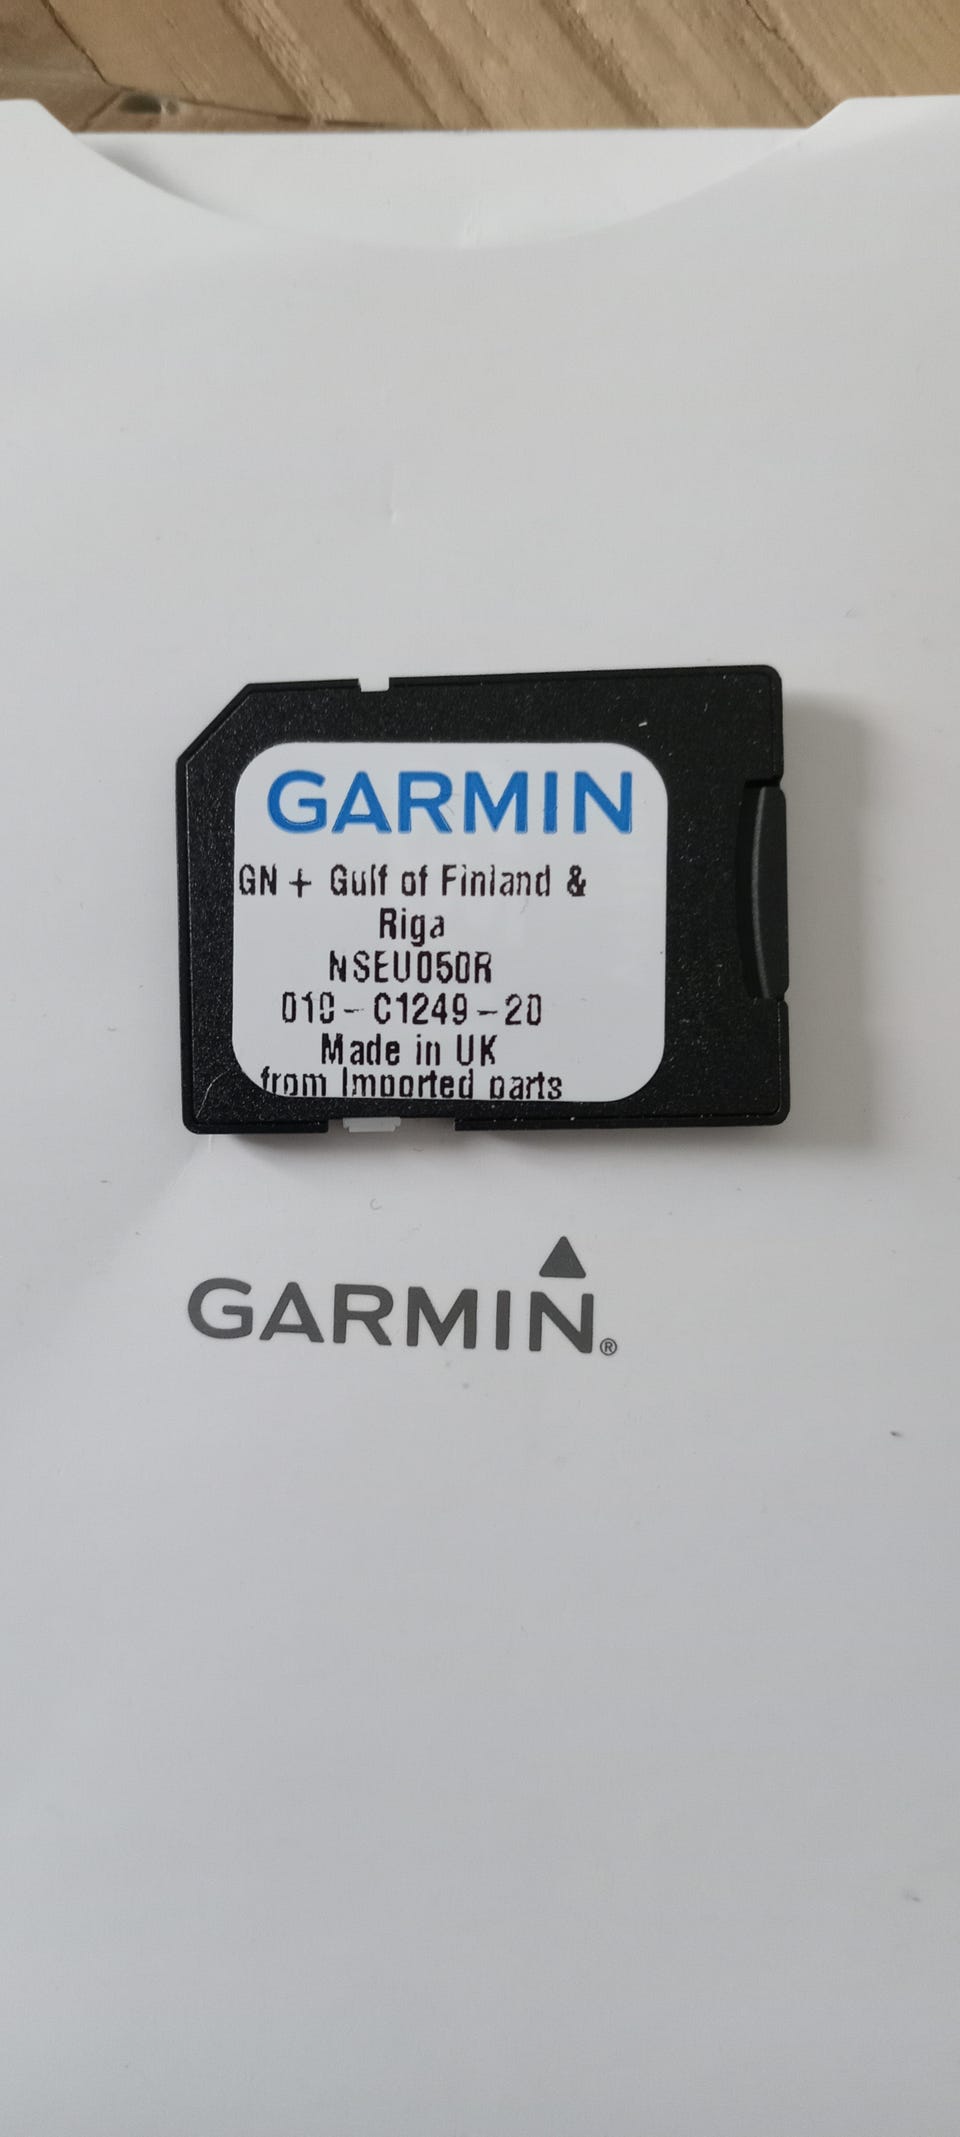 GARMIN
GN + Gulf of Finland &
Riga
NSEU050R
010-C1249-20
Made in UK
from Imported parts
GARMIN®